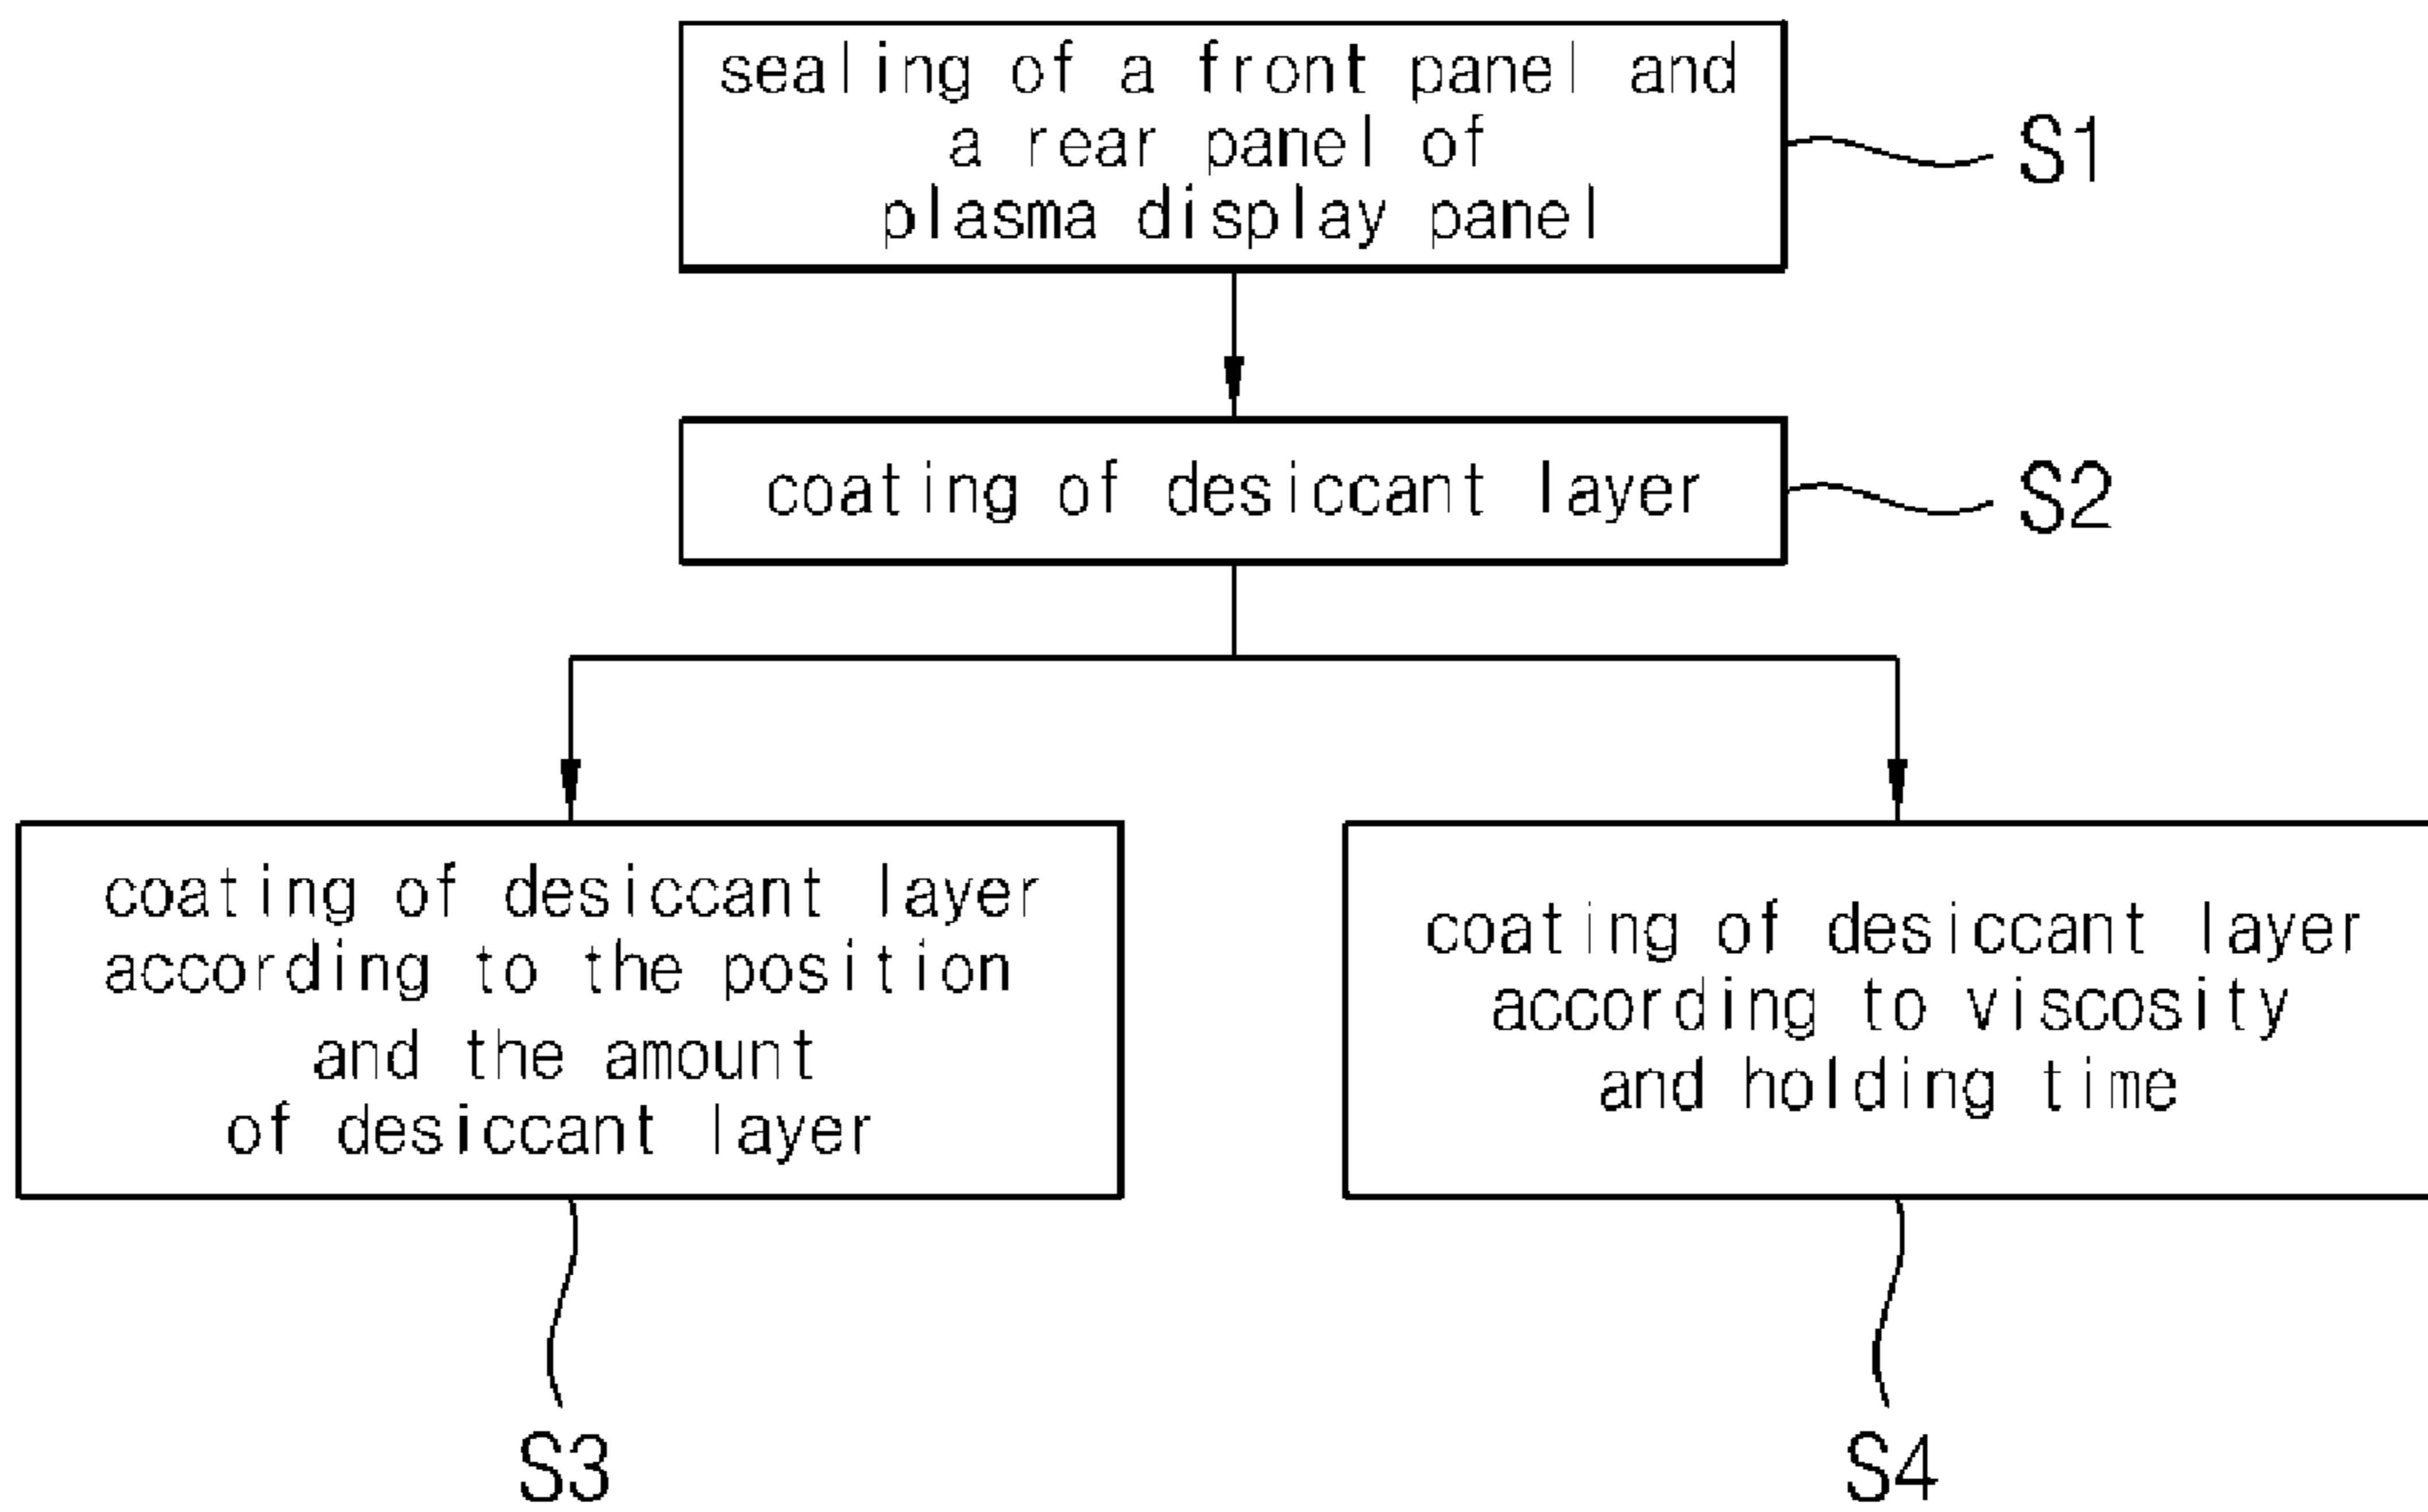 sealing of a front panel and
a rear panel of
plasma display panel
S1
coating of desiccant layer
S2
coating of desiccant layer
according to the position
and the amount
of desiccant layer
coating of desiccant layer
according to viscosity
and holding time
S3
S4